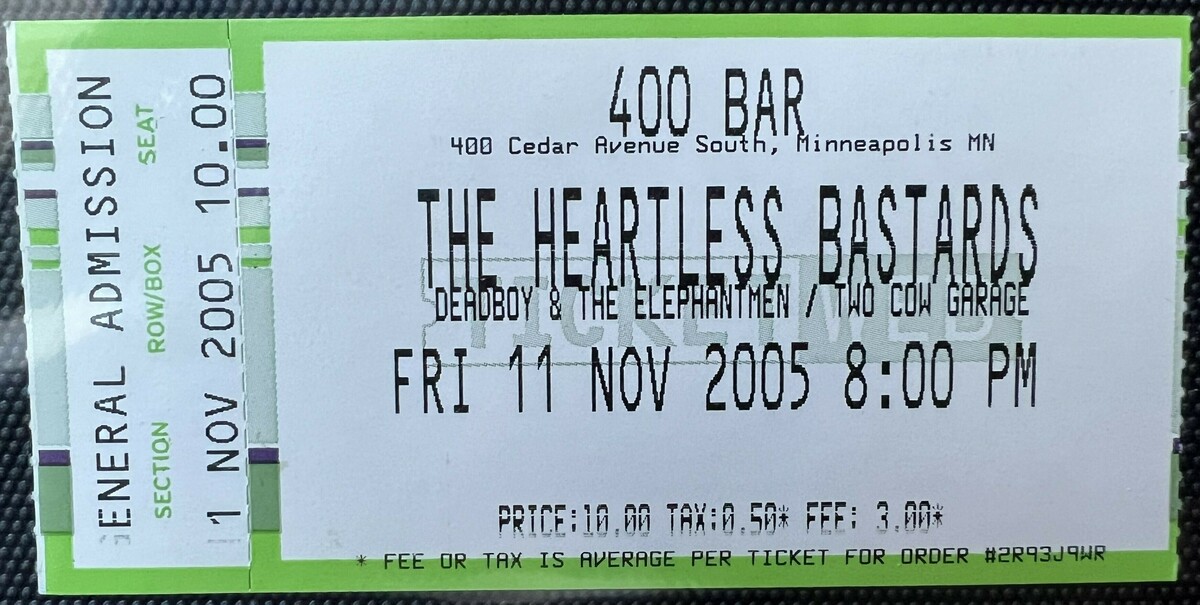 400 BAR
400 Cedar Avenue South, Minneapolis MN
THE HEARTLESS BASTARDS
DEADBOY & THE ELEPHANTMEN / TWO COW GARAGE
TICKETWEB
FRI 11 NOV 2005 8:00 PM
PRICE:10.00 TAX:0.50* FEE: 3.00*
* FEE OR TAX IS AVERAGE PER TICKET FOR ORDER #2R93J9WR
GENERAL ADMISSION
SECTION ROW/BOX SEAT
1 NOV 2005 10.00